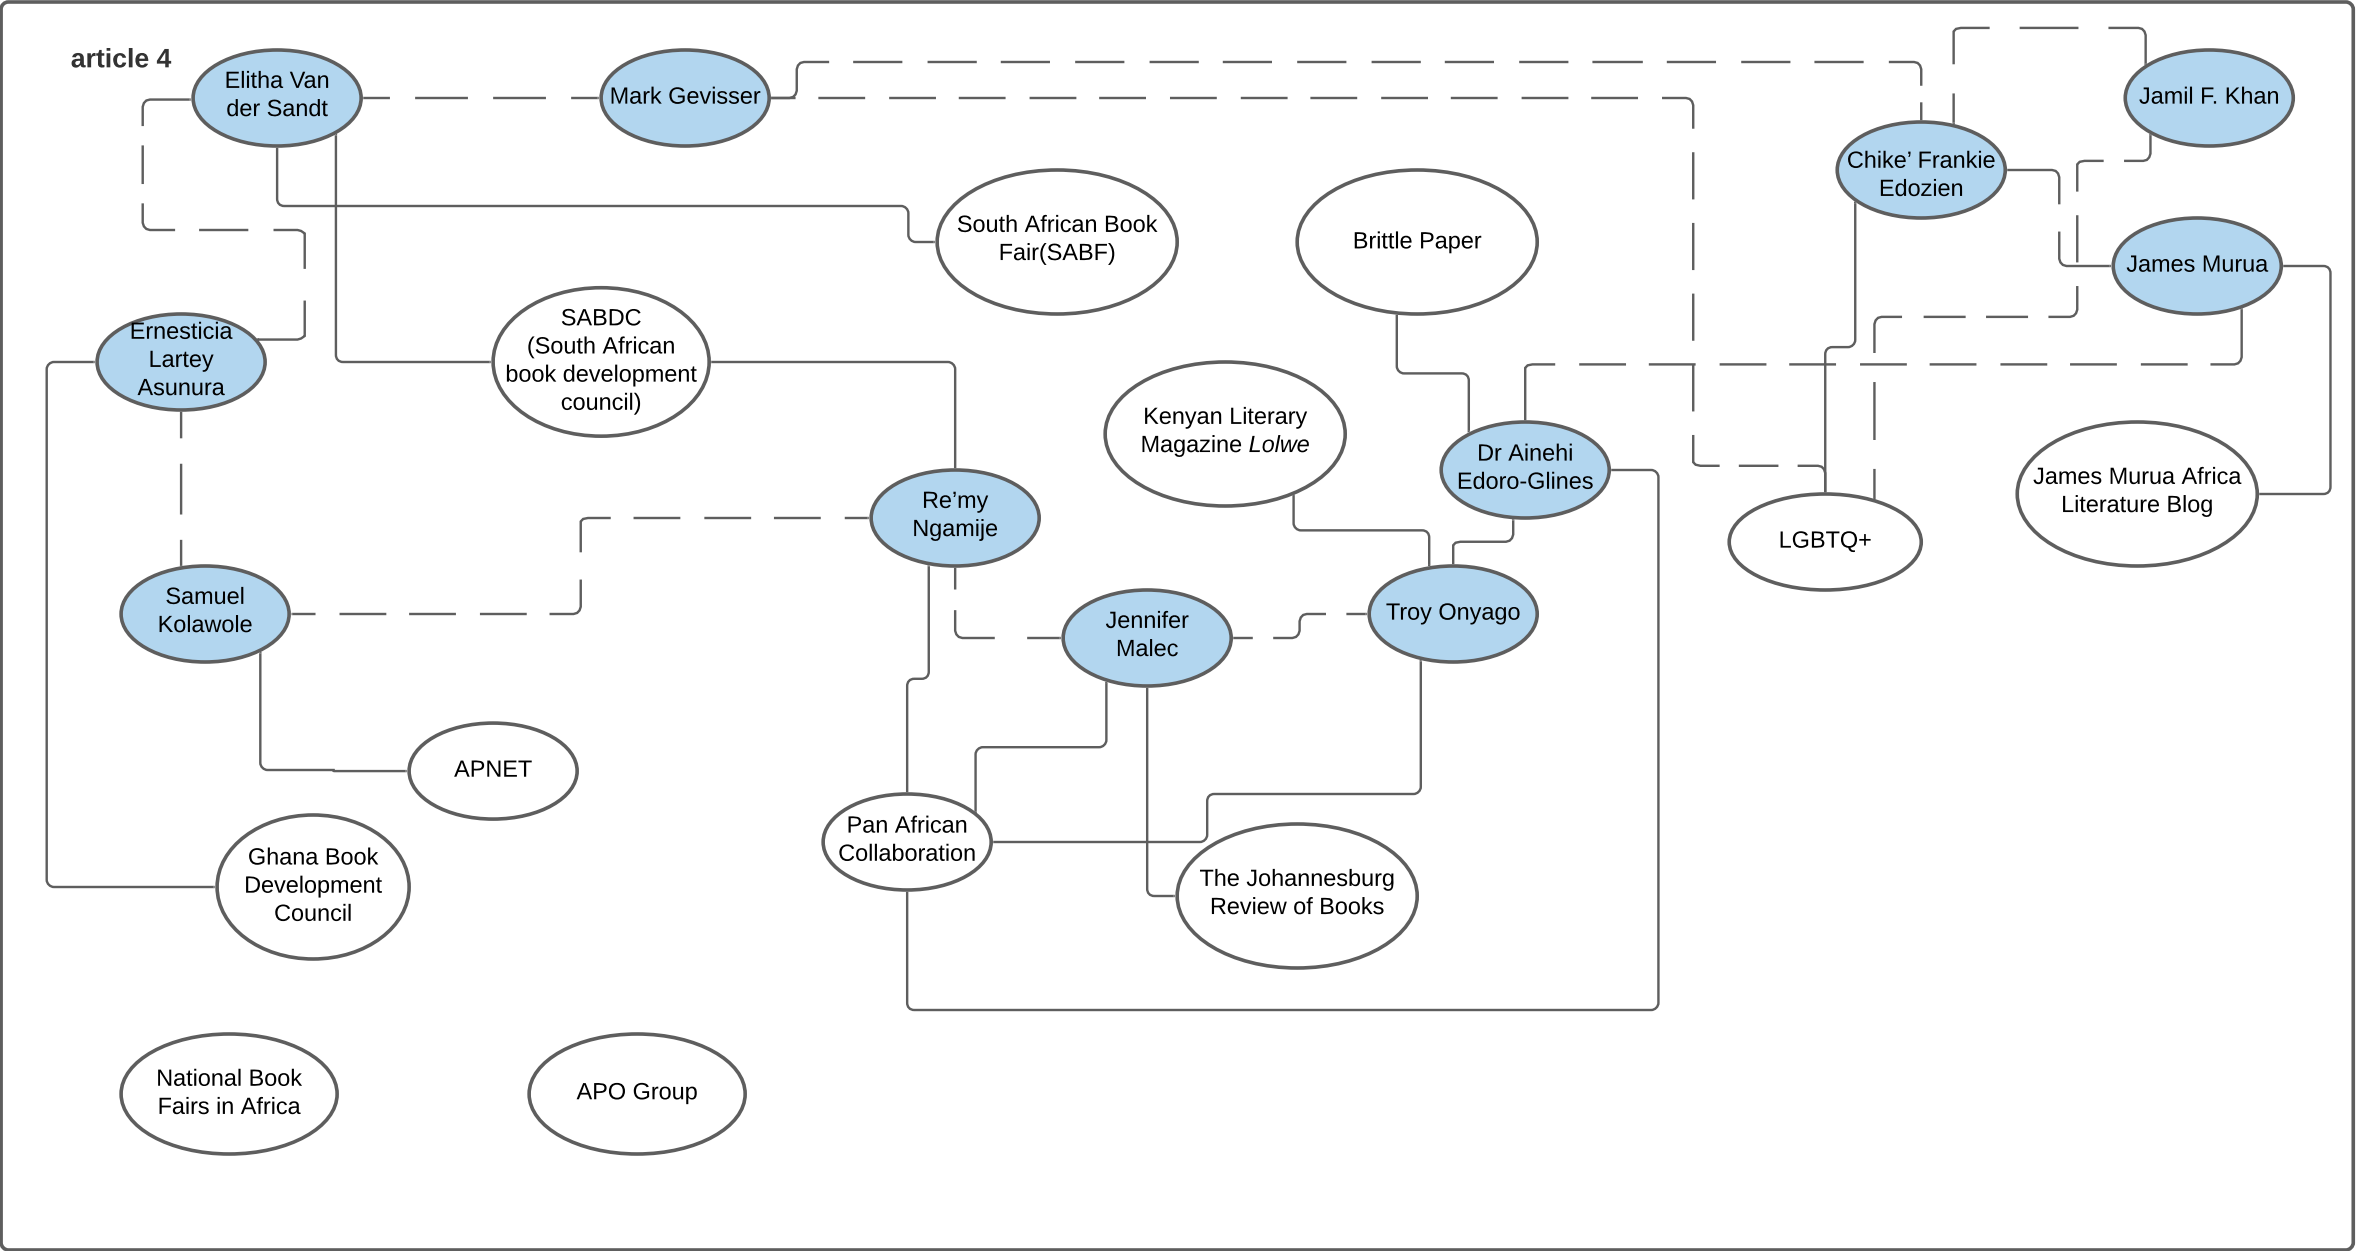 article 4
Elitha Van
der Sandt
Mark Gevisser
Jamil F. Khan
Chike’ Frankie
Edozien
South African Book
Fair(SABF)
Brittle Paper
James Murua
Ernesticia
Lartey
Asunura
SABDC
(South African
book development
council)
Kenyan Literary
Magazine Lolwe
Dr Ainehi
Edoro-Glines
James Murua Africa
Literature Blog
Re’my
Ngamije
LGBTQ+
Samuel
Kolawole
Jennifer
Malec
Troy Onyago
APNET
Pan African
Collaboration
Ghana Book
Development
Council
The Johannesburg
Review of Books
National Book
Fairs in Africa
APO Group